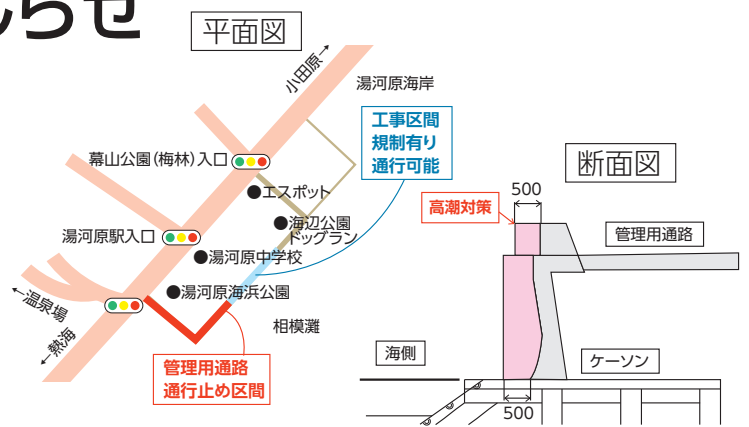 しらせ
平面図
小田原→
湯河原海岸
工事区間
規制有り
通行可能
幕山公園(梅林)入口
●エスポット
●海辺公園
ドッグラン
湯河原駅入口
●湯河原中学校
●湯河原海浜公園
←温泉場
←熱海
相模灘
管理用通路
通行止め区間
断面図
500
高潮対策
管理用通路
海側
ケーソン
500